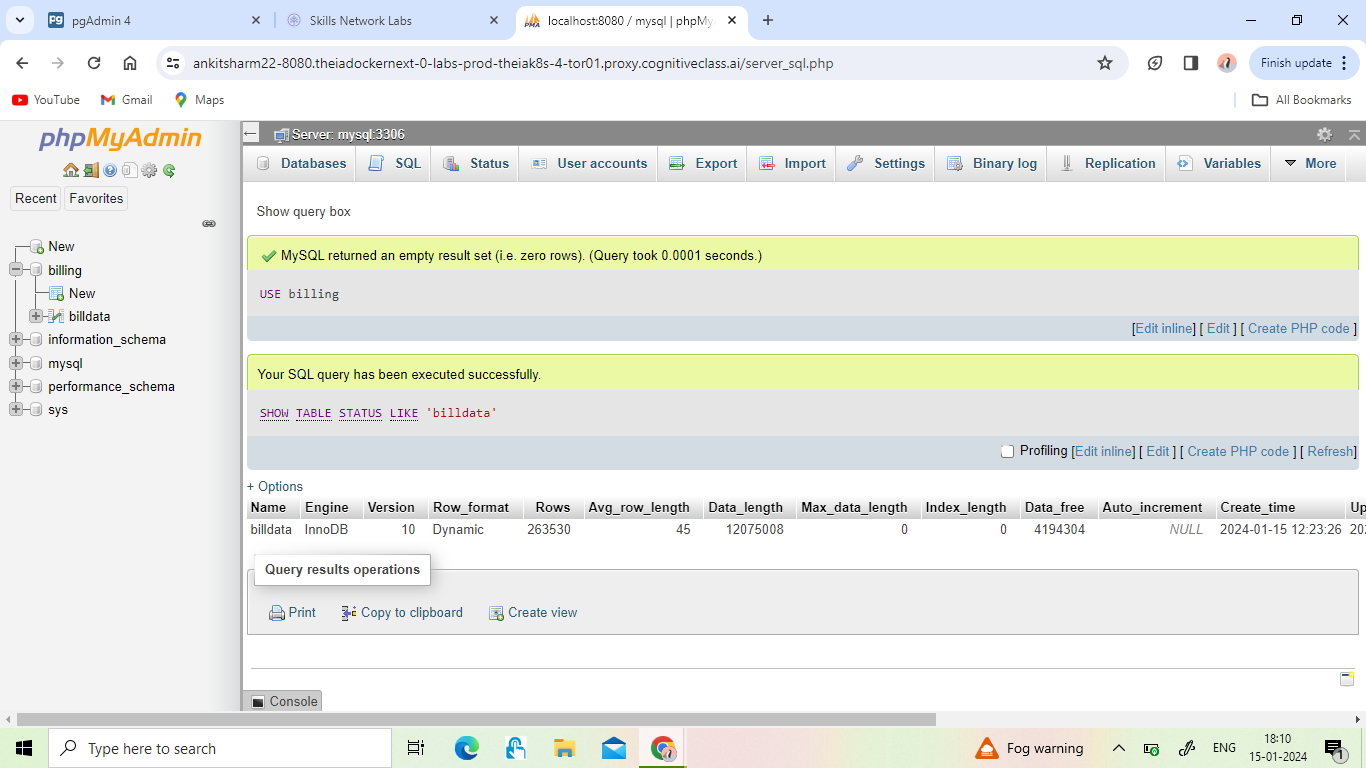 pgAdmin 4
Skills Network Labs
localhost:8080 / mysql | phpMy
ankitsharm22-8080.theiadockernext-0-labs-prod-theiak8s-4-tor01.proxy.cognitiveclass.ai/server_sql.php
Finish update
YouTube
Gmail
Maps
All Bookmarks
phpMyAdmin
Recent
Favorites
New
billing
New
billdata
information_schema
mysql
performance_schema
sys
Server: mysql:3306
Databases SQL Status User accounts Export Import Settings Binary log Replication Variables More
Show query box
MySQL returned an empty result set (i.e. zero rows). (Query took 0.0001 seconds.)
USE billing
[Edit inline] [ Edit ] [ Create PHP code ]
Your SQL query has been executed successfully.
SHOW TABLE STATUS LIKE 'billdata'
Profiling [Edit inline] [ Edit ] [ Create PHP code ] [ Refresh]
+ Options
Name Engine Version Row_format Rows Avg_row_length Data_length Max_data_length Index_length Data_free Auto_increment Create_time Up
billdata InnoDB 10 Dynamic 263530 45 12075008 0 0 4194304 NULL 2024-01-15 12:23:26 202
Query results operations
Print Copy to clipboard Create view
Console
Type here to search
Fog warning
ENG
18:10
15-01-2024
1